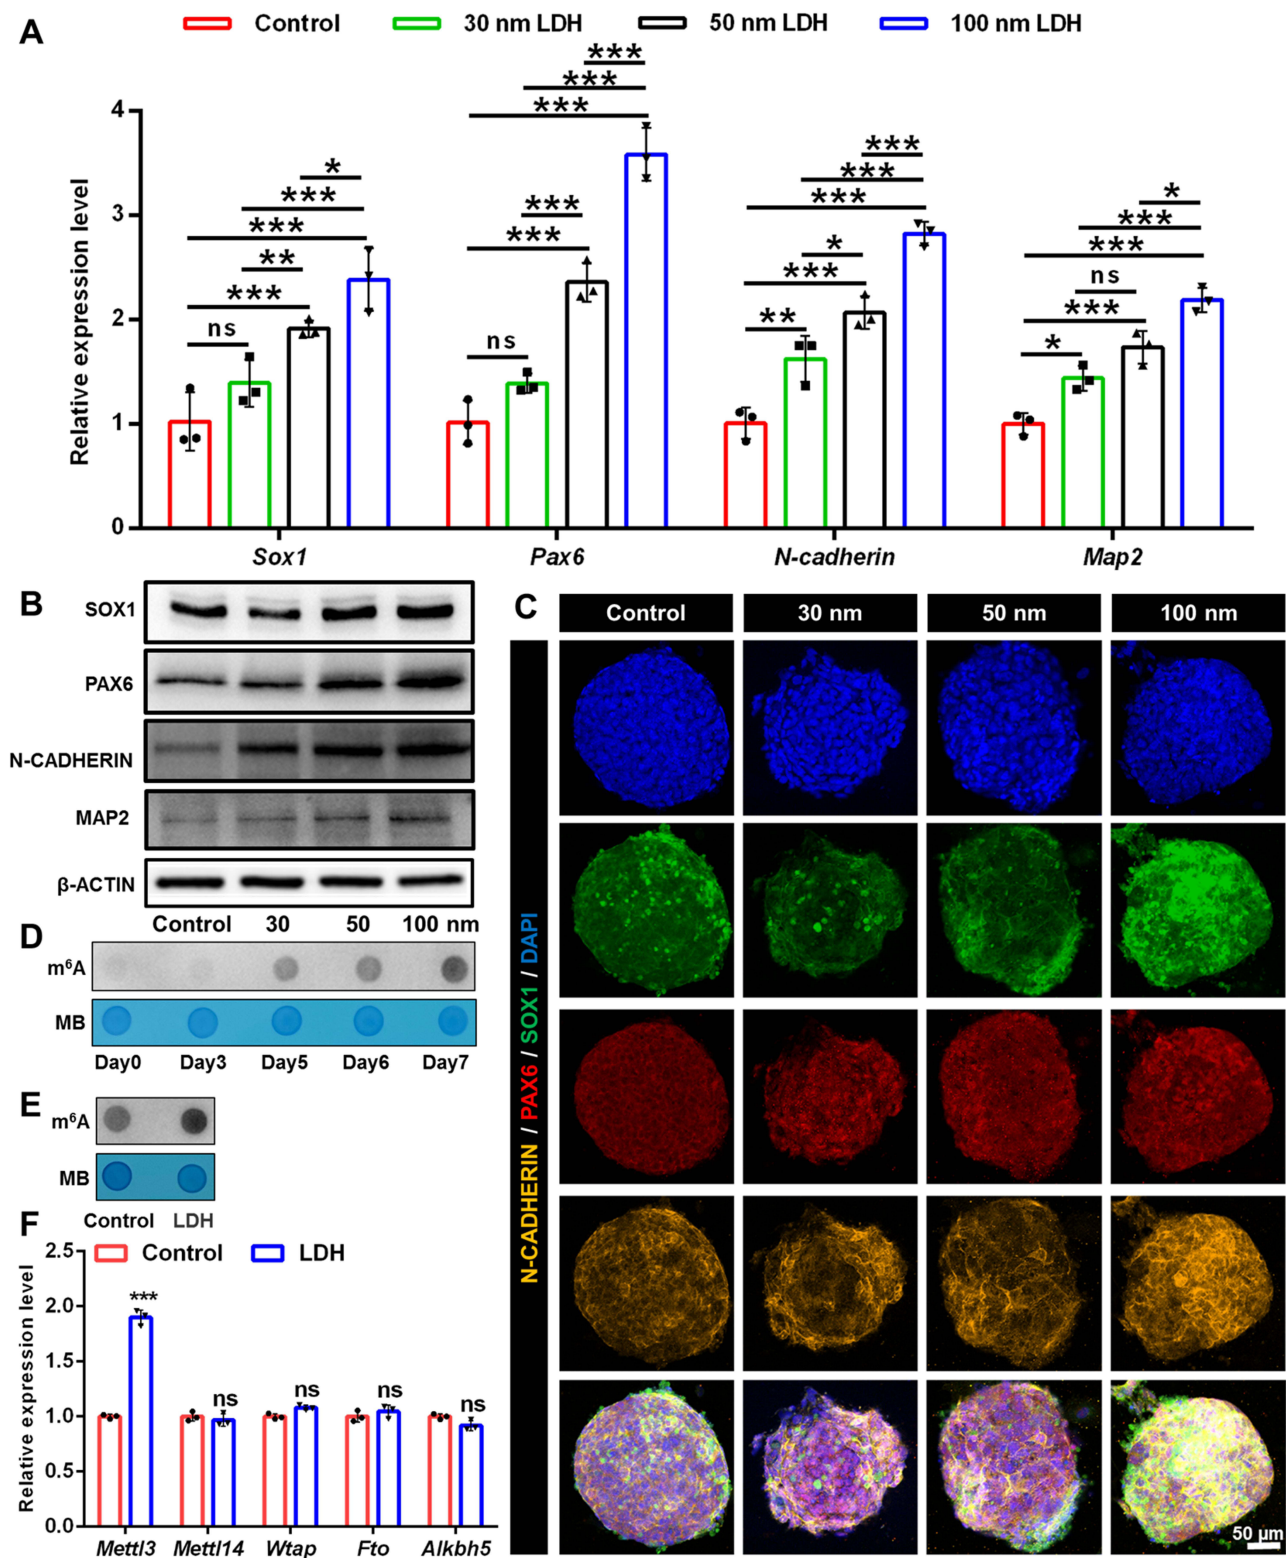 A
Control 30 nm LDH 50 nm LDH 100 nm LDH
Relative expression level
4
3
2
1
0
***
***
***
*
***
***
**
***
ns
***
***
ns
***
***
***
*
***
**
*
***
***
ns
***
*
Sox1 Pax6 N-cadherin Map2
B
SOX1
PAX6
N-CADHERIN
MAP2
β-ACTIN
Control 30 50 100 nm
C
Control 30 nm 50 nm 100 nm
N-CADHERIN / PAX6 / SOX1 / DAPI
50 µm
D
m⁶A
MB
Day0 Day3 Day5 Day6 Day7
E
m⁶A
MB
Control LDH
F
Control LDH
Relative expression level
2.5
2.0
1.5
1.0
0.5
0.0
*** ns ns ns ns
Mettl3 Mettl14 Wtap Fto Alkbh5